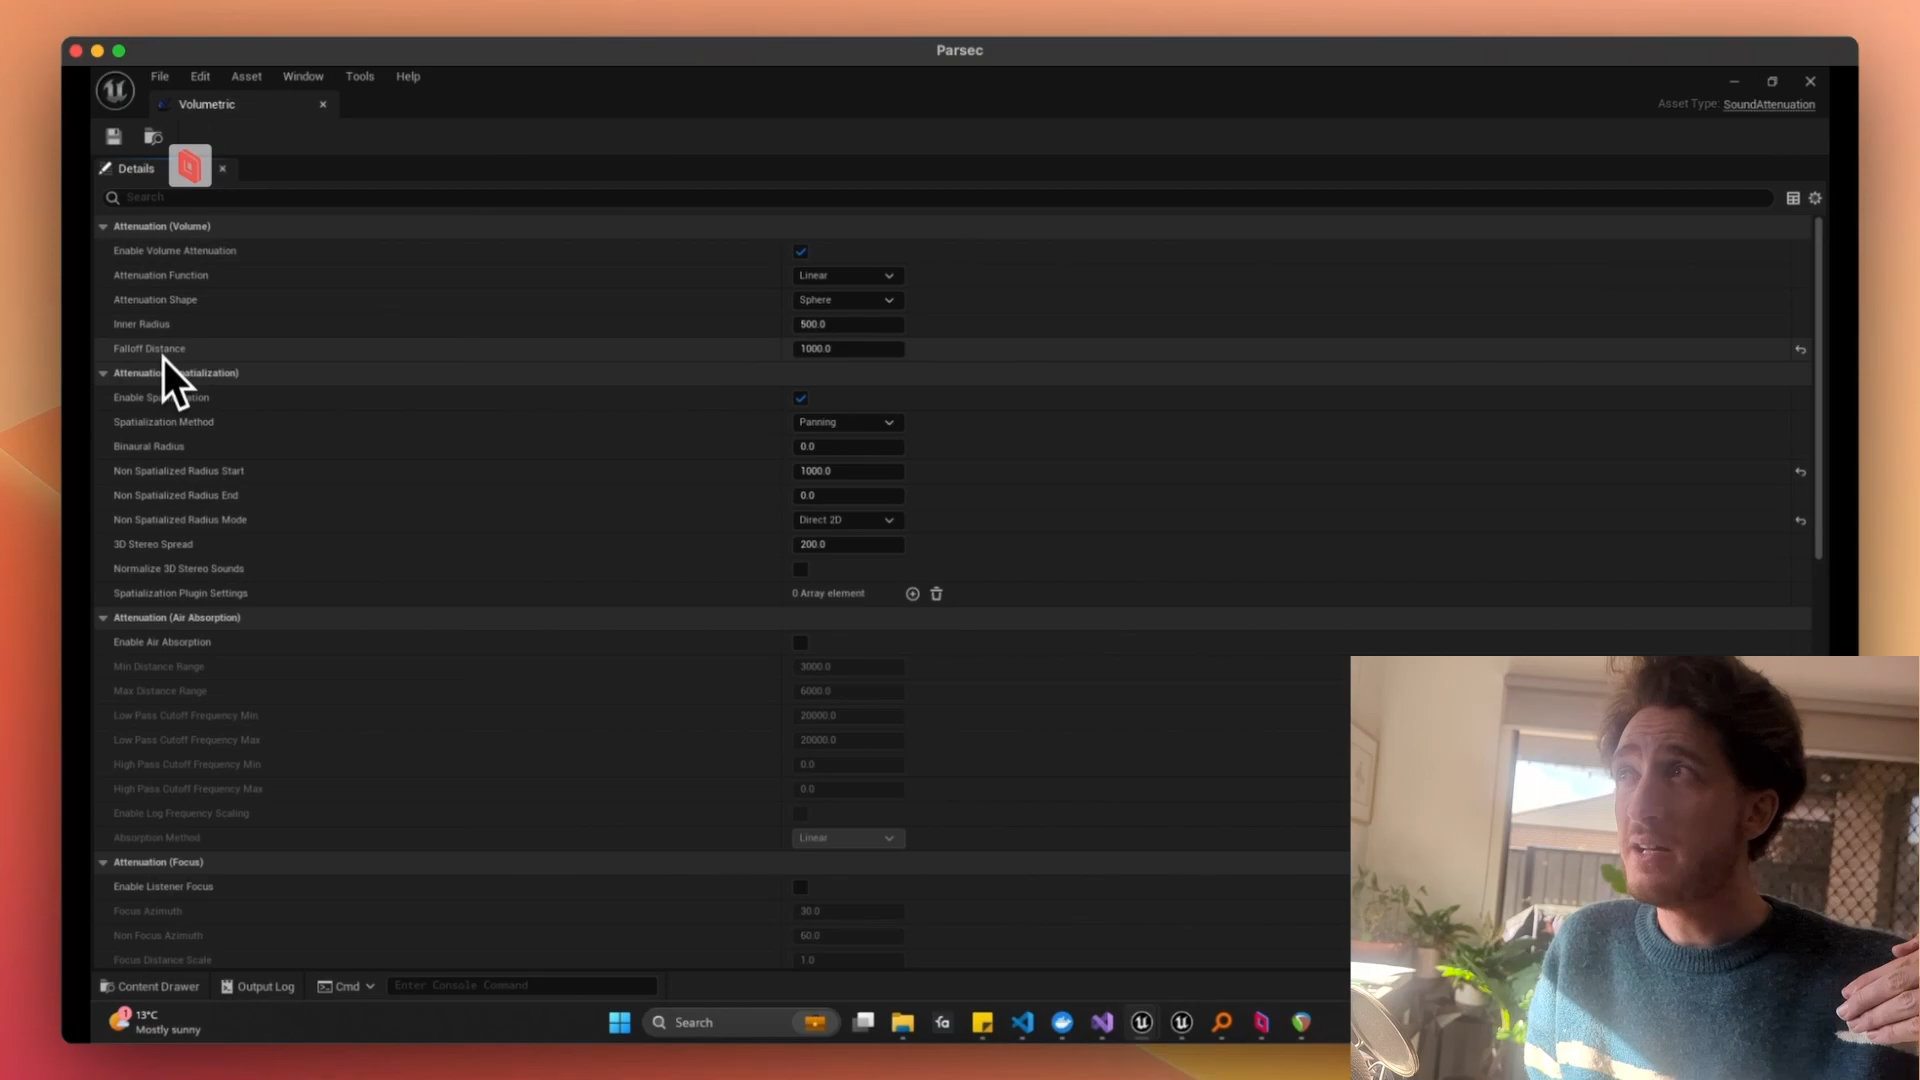 Parsec
File Edit Asset Window Tools Help
Volumetric
Asset Type: SoundAttenuation
Details
Search
Attenuation (Volume)
Enable Volume Attenuation
Attenuation Function Linear
Attenuation Shape Sphere
Inner Radius 500.0
Falloff Distance 1000.0
Enable
Spatialization Method Panning
Binaural Radius 0.0
Non Spatialized Radius Start 1000.0
Non Spatialized Radius End 0.0
Non Spatialized Radius Mode Direct 2D
3D Stereo Spread 200.0
Normalize 3D Stereo Sounds
Spatialization Plugin Settings 0 Array element
Attenuation (Air Absorption)
Enable Air Absorption
Min Distance Range 3000.0
Max Distance Range 6000.0
Low Pass Cutoff Frequency Min 20000.0
Low Pass Cutoff Frequency Max 20000.0
High Pass Cutoff Frequency Min 0.0
High Pass Cutoff Frequency Max 0.0
Enable Log Frequency Scaling
Absorption Method Linear
Attenuation (Focus)
Enable Listener Focus
Focus Azimuth 30.0
Non Focus Azimuth 60.0
Focus Distance Scale 1.0
Content Drawer Output Log Cmd Enter Console Command
1 13°C
Mostly sunny
Search